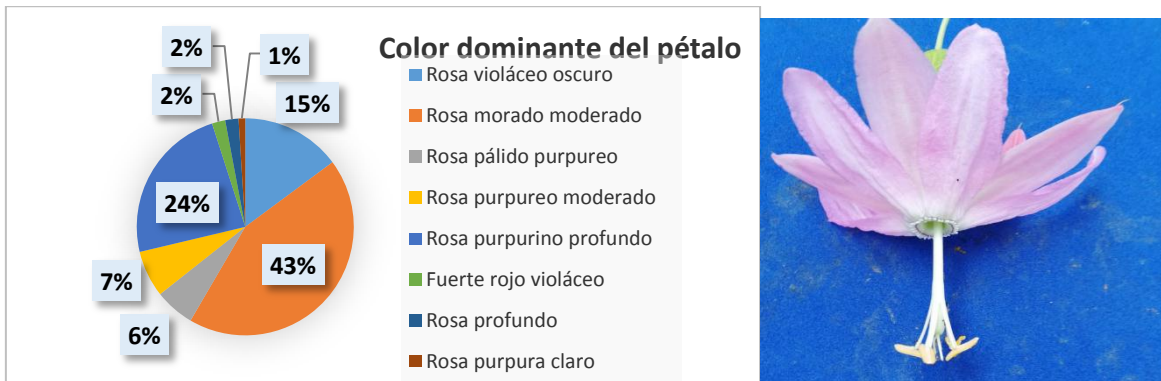 Color dominante del pétalo
2%
1%
2%
15%
24%
43%
7%
6%
Rosa violáceo oscuro
Rosa morado moderado
Rosa pálido purpureo
Rosa purpureo moderado
Rosa purpurino profundo
Fuerte rojo violáceo
Rosa profundo
Rosa purpura claro